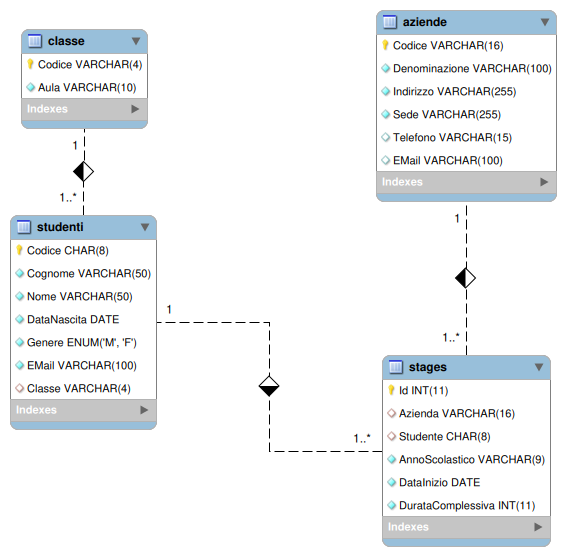 classe
Codice VARCHAR(4)
Aula VARCHAR(10)
Indexes
1
1..*
studenti
Codice CHAR(8)
Cognome VARCHAR(50)
Nome VARCHAR(50)
DataNascita DATE
Genere ENUM('M', 'F')
EMail VARCHAR(100)
Classe VARCHAR(4)
Indexes
1
1..*
aziende
Codice VARCHAR(16)
Denominazione VARCHAR(100)
Indirizzo VARCHAR(255)
Sede VARCHAR(255)
Telefono VARCHAR(15)
EMail VARCHAR(100)
Indexes
1
1..*
stages
Id INT(11)
Azienda VARCHAR(16)
Studente CHAR(8)
AnnoScolastico VARCHAR(9)
DataInizio DATE
DurataComplessiva INT(11)
Indexes